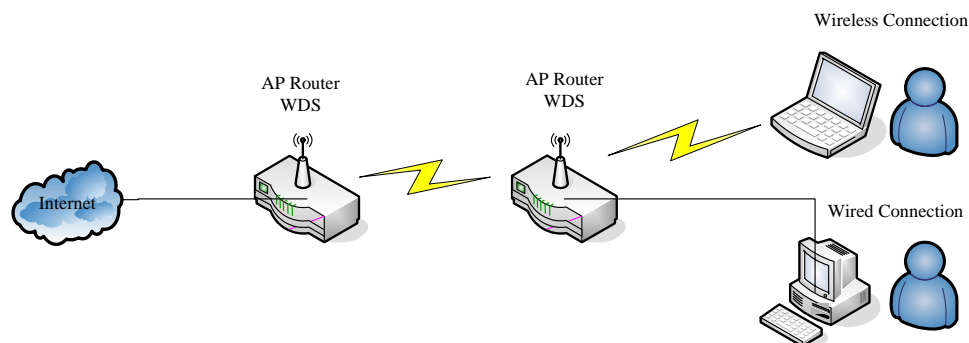 Wireless Connection
AP Router
WDS
AP Router
WDS
Internet
Wired Connection